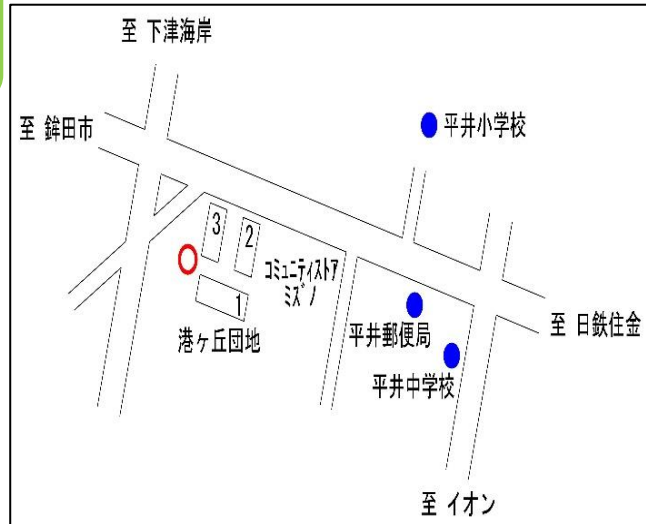 至 下津海岸
至 鉾田市
平井小学校
3
2
コミュニティストア
ミズノ
1
港ヶ丘団地
平井郵便局
至 日鉄住金
平井中学校
至 イオン